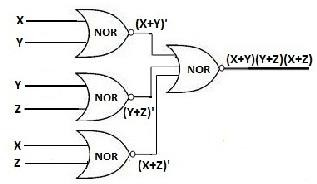 X
Y
NOR
(X+Y)'
Y
Z
NOR
(Y+Z)'
X
Z
NOR
(X+Z)'
NOR
(X+Y)(Y+Z)(X+Z)